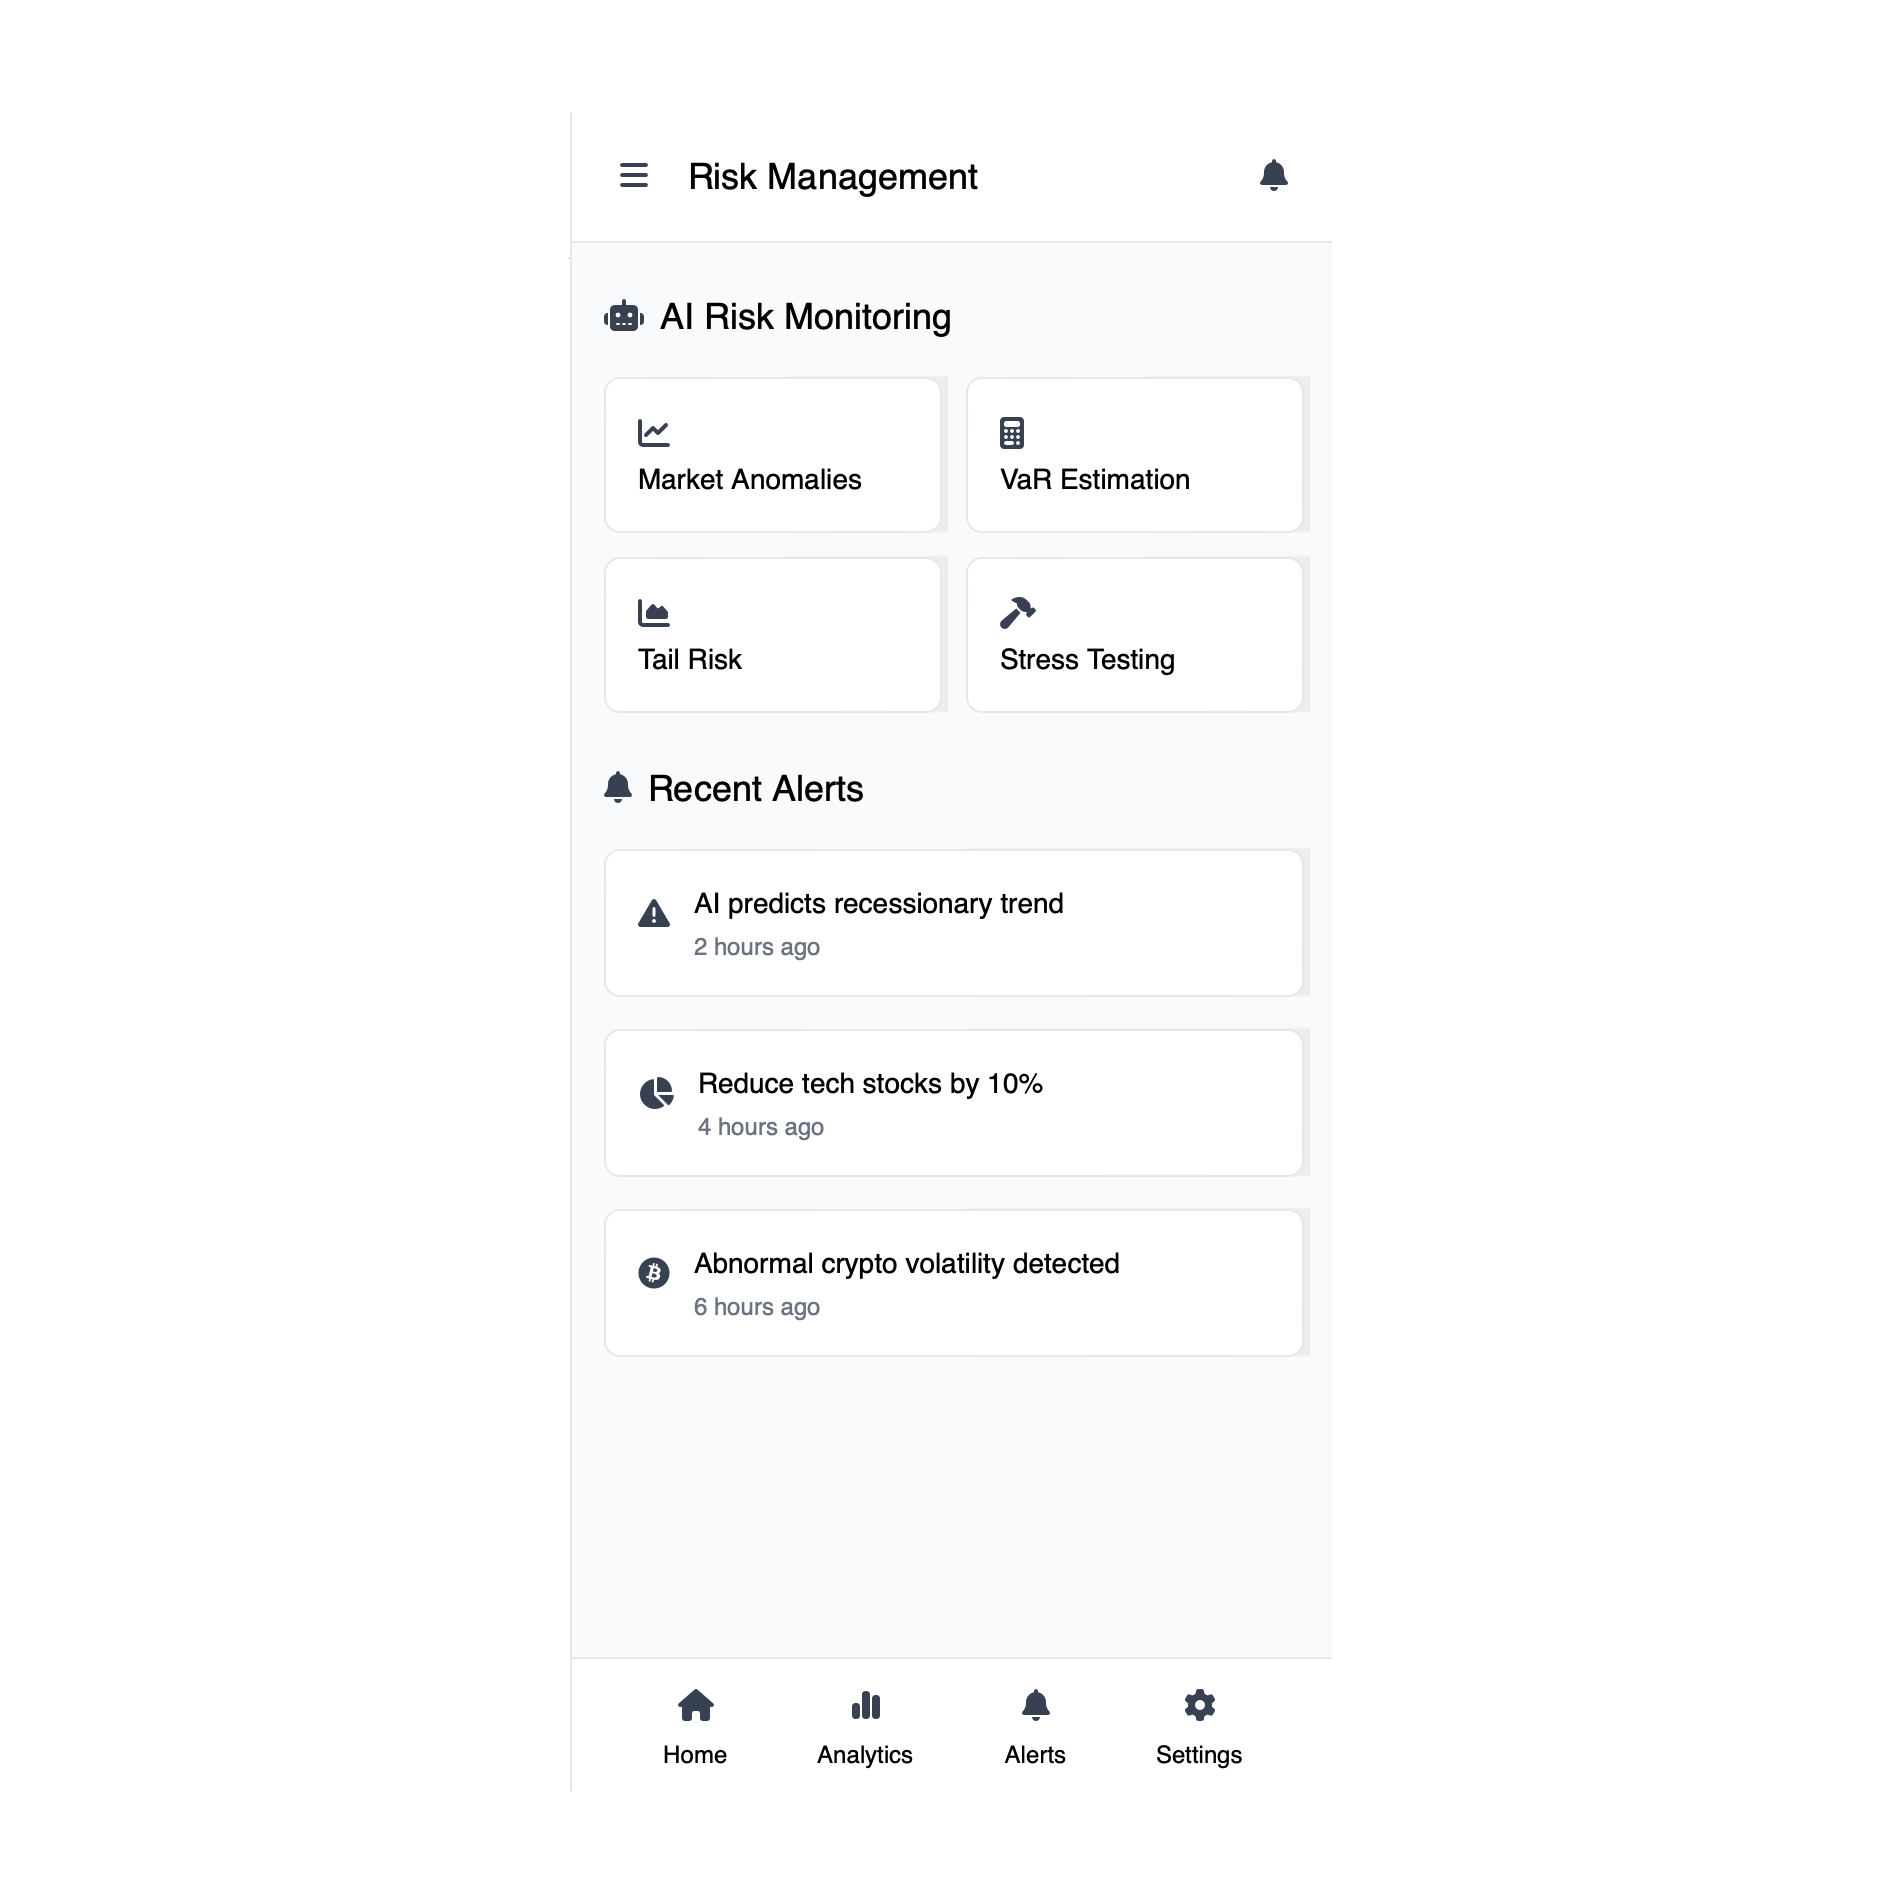 Risk Management
AI Risk Monitoring
Market Anomalies
VaR Estimation
Tail Risk
Stress Testing
Recent Alerts
AI predicts recessionary trend
2 hours ago
Reduce tech stocks by 10%
4 hours ago
Abnormal crypto volatility detected
6 hours ago
Home
Analytics
Alerts
Settings